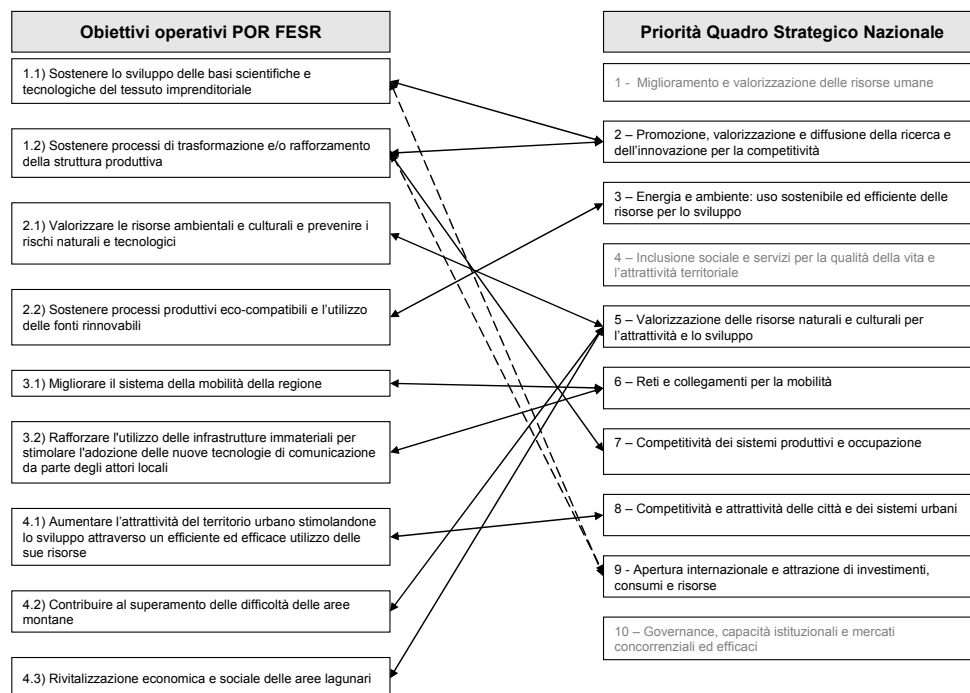 Obiettivi operativi POR FESR
1.1) Sostenere lo sviluppo delle basi scientifiche e
tecnologiche del tessuto imprenditoriale
1.2) Sostenere processi di trasformazione e/o rafforzamento
della struttura produttiva
2.1) Valorizzare le risorse ambientali e culturali e prevenire i
rischi naturali e tecnologici
2.2) Sostenere processi produttivi eco-compatibili e l'utilizzo
delle fonti rinnovabili
3.1) Migliorare il sistema della mobilità della regione
3.2) Rafforzare l'utilizzo delle infrastrutture immateriali per
stimolare l'adozione delle nuove tecnologie di comunicazione
da parte degli attori locali
4.1) Aumentare l'attrattività del territorio urbano stimolandone
lo sviluppo attraverso un efficiente ed efficace utilizzo delle
sue risorse
4.2) Contribuire al superamento delle difficoltà delle aree
montane
4.3) Rivitalizzazione economica e sociale delle aree lagunari
Priorità Quadro Strategico Nazionale
1 - Miglioramento e valorizzazione delle risorse umane
2 – Promozione, valorizzazione e diffusione della ricerca e
dell'innovazione per la competitività
3 – Energia e ambiente: uso sostenibile ed efficiente delle
risorse per lo sviluppo
4 – Inclusione sociale e servizi per la qualità della vita e
l'attrattività territoriale
5 – Valorizzazione delle risorse naturali e culturali per
l'attrattività e lo sviluppo
6 – Reti e collegamenti per la mobilità
7 – Competitività dei sistemi produttivi e occupazione
8 – Competitività e attrattività delle città e dei sistemi urbani
9 - Apertura internazionale e attrazione di investimenti,
consumi e risorse
10 – Governance, capacità istituzionali e mercati
concorrenziali ed efficaci